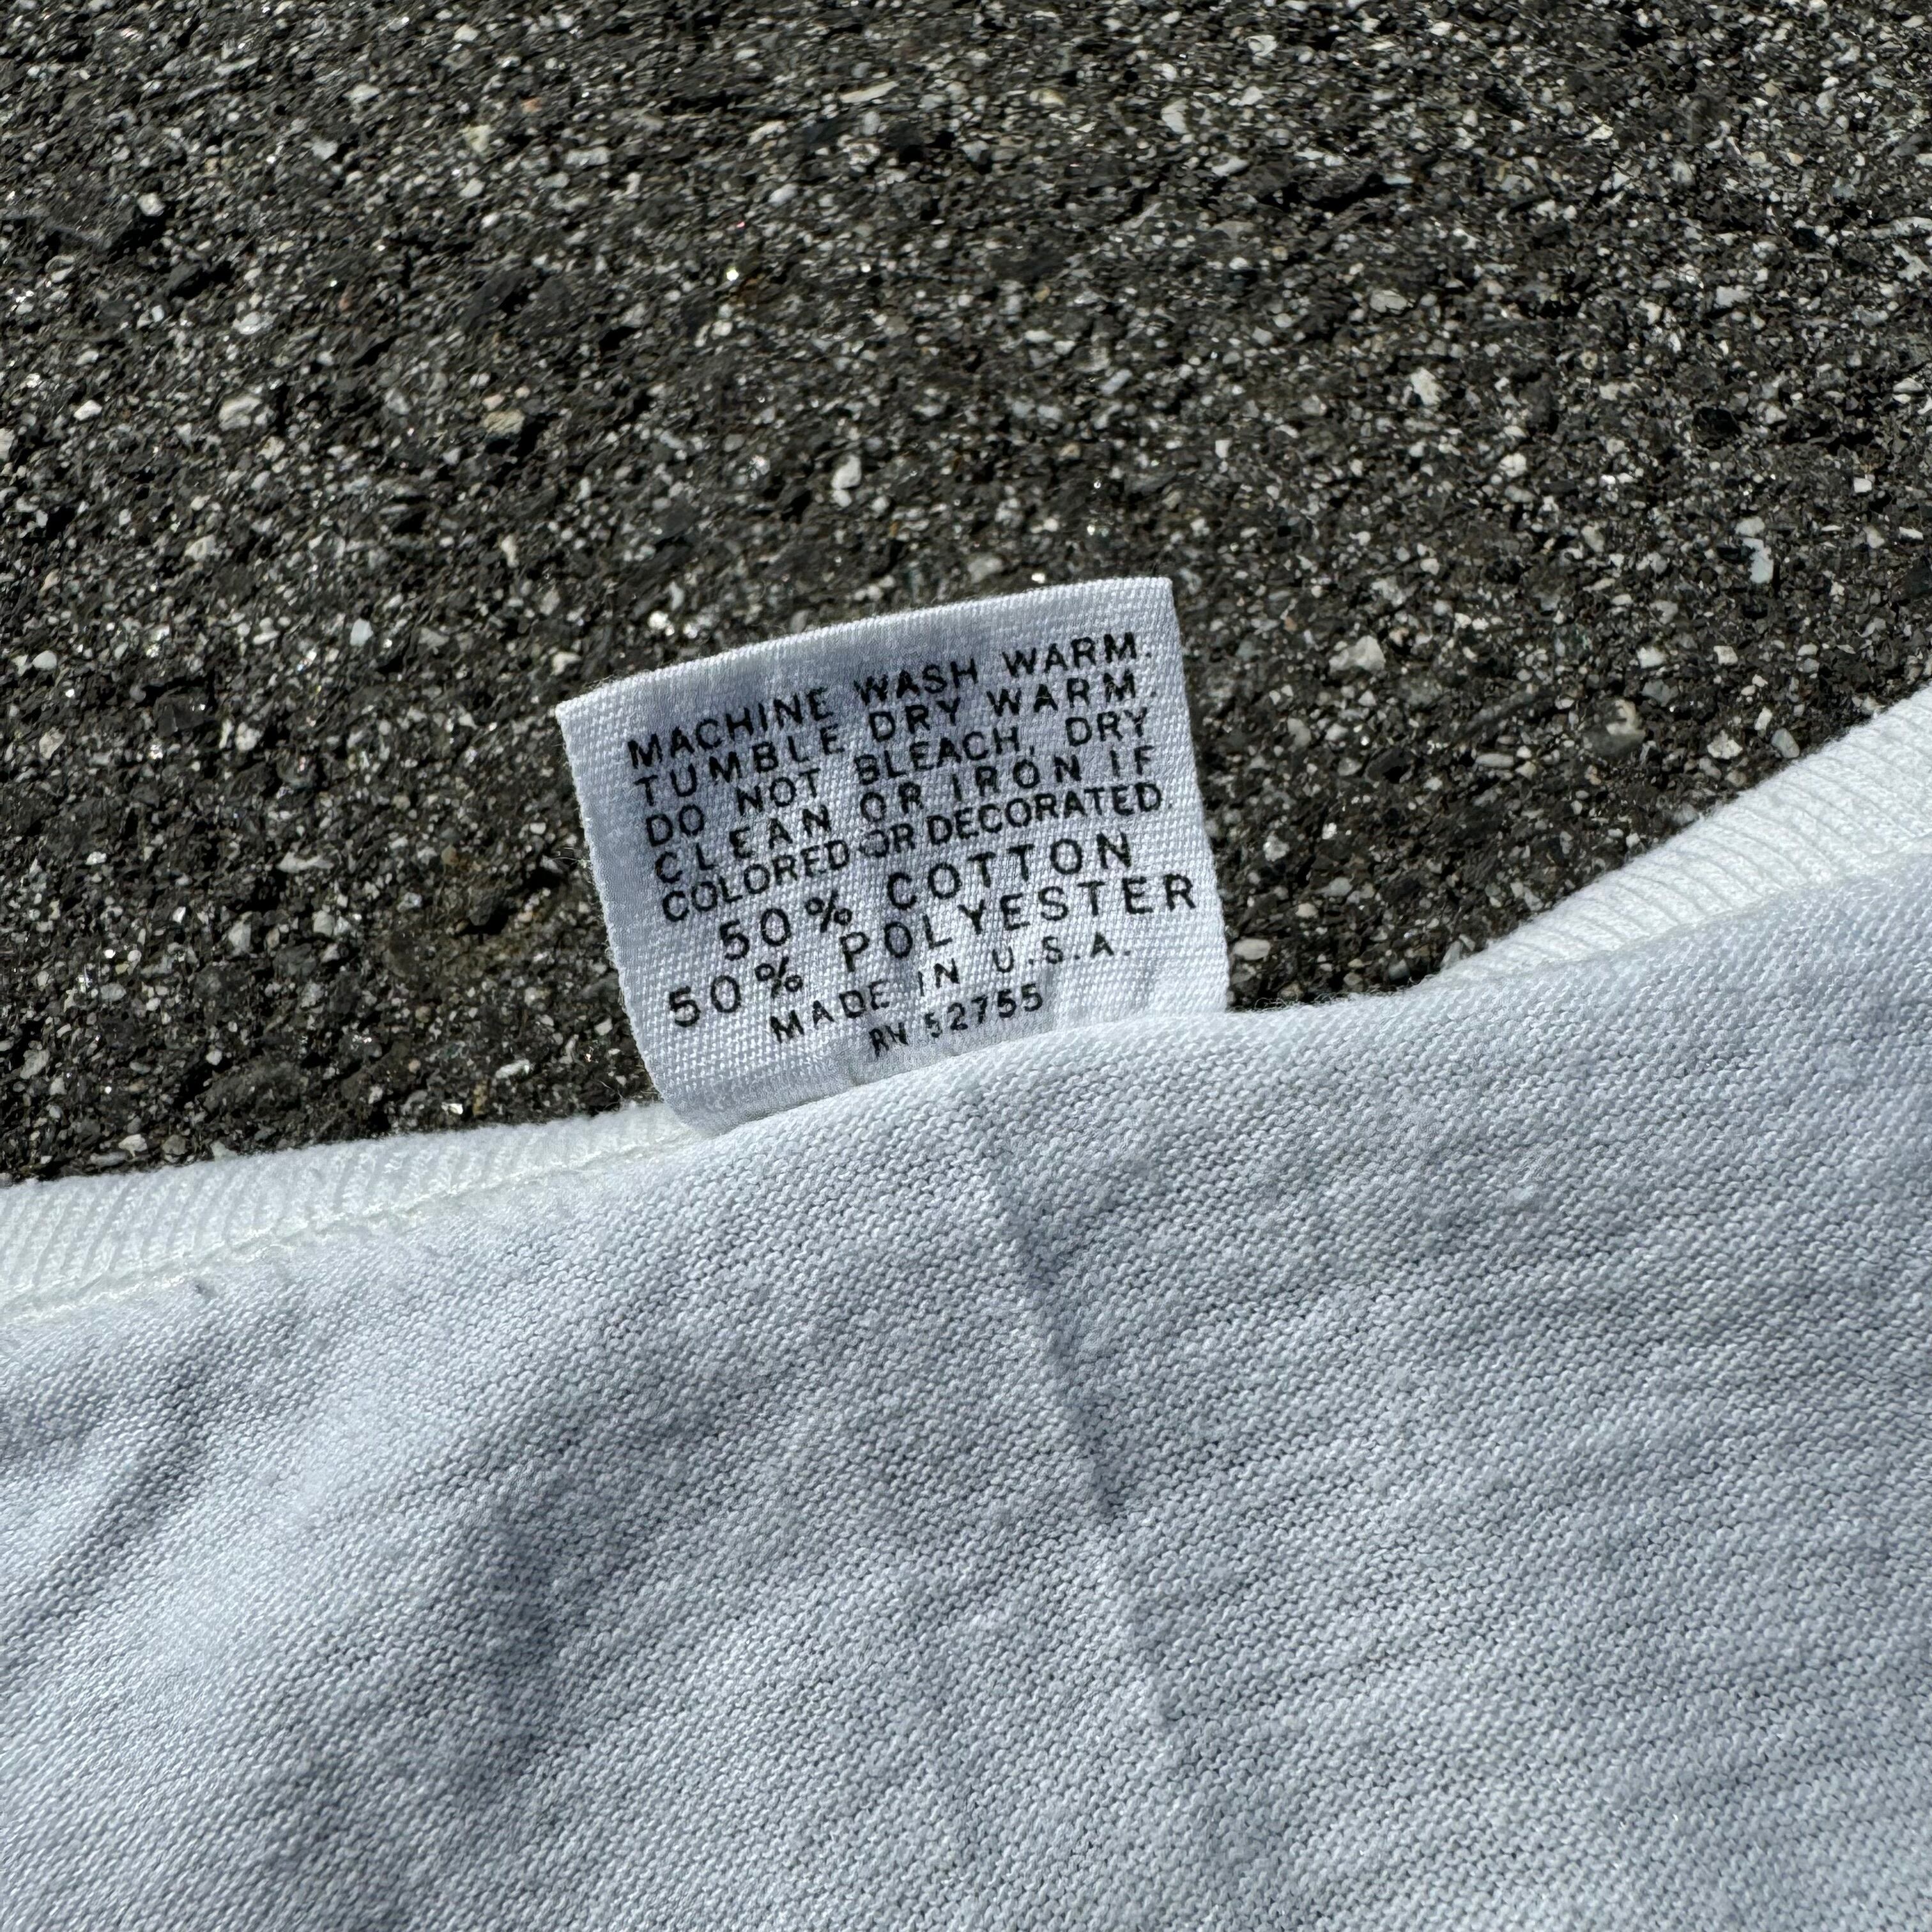 MACHINE WASH WARM.
TUMBLE DRY WARM.
DO NOT BLEACH, DRY
CLEAN OR IRON IF
COLORED OR DECORATED
50% COTTON
50% POLYESTER
MADE IN U.S.A.
RN 52755